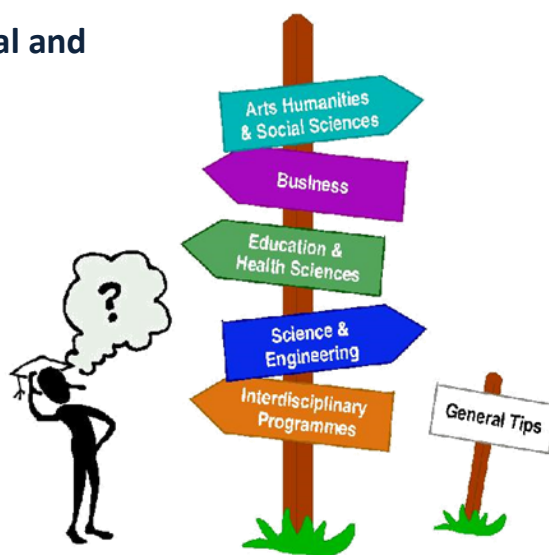 al and
Arts Humanities
& Social Sciences
Business
Education &
Health Sciences
?
Science &
Engineering
Interdisciplinary
Programmes
General Tips